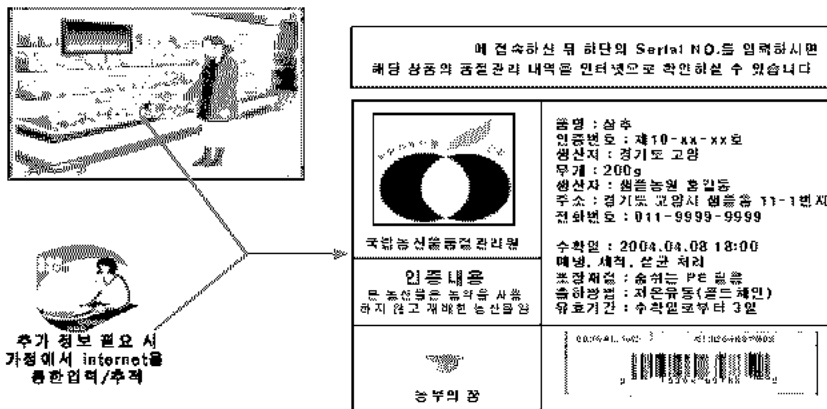 에 접속하신 뒤 하단의 Serial NO.를 입력하시면
해당 상품의 품질관리 내역을 인터넷으로 확인하실 수 있습니다
품명 : 상추
인증번호 : 제10-xx-xx호
생산지 : 경기도 고양
무게 : 200g
생산자 : 샘플농원 홍길동
주소 : 경기도 고양시 샘플동 11-1번지
전화번호 : 011-9999-9999
국립농산물품질관리원
수확일 : 2004.04.08 18:00
예냉, 세척, 살균 처리
포장재질 : 숨쉬는 PE 필름
출하방법 : 저온유통(콜드체인)
유효기간 : 수확일로부터 3일
인증내용
본 농산물은 농약을 사용
하지 않고 재배한 농산물임
추가 정보 필요 시
가정에서 internet을
통한입력/추적
농부의 꿈